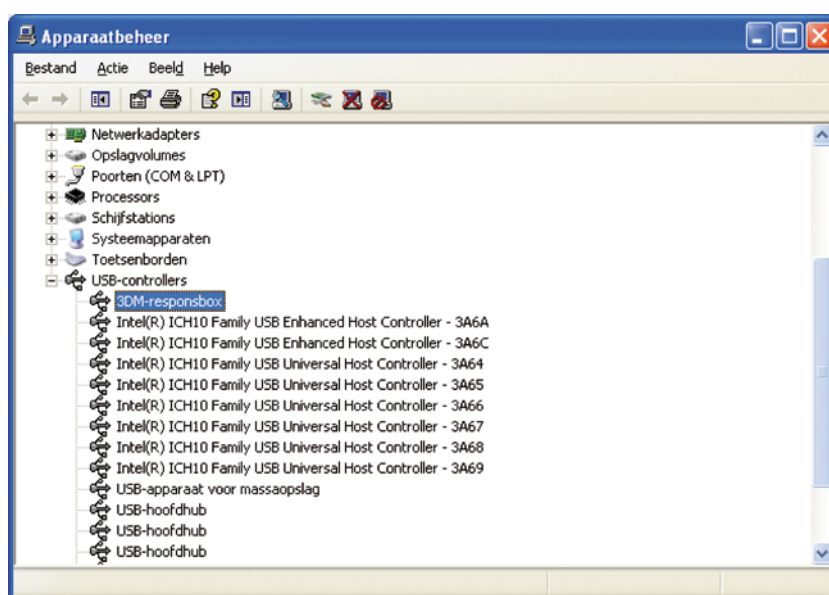 Apparaatbeheer
Bestand Actie Beeld Help
Netwerkadapters
Opslagvolumes
Poorten (COM & LPT)
Processors
Schijfstations
Systeemapparaten
Toetsenborden
USB-controllers
3DM-responsbox
Intel(R) ICH10 Family USB Enhanced Host Controller - 3A6A
Intel(R) ICH10 Family USB Enhanced Host Controller - 3A6C
Intel(R) ICH10 Family USB Universal Host Controller - 3A64
Intel(R) ICH10 Family USB Universal Host Controller - 3A65
Intel(R) ICH10 Family USB Universal Host Controller - 3A66
Intel(R) ICH10 Family USB Universal Host Controller - 3A67
Intel(R) ICH10 Family USB Universal Host Controller - 3A68
Intel(R) ICH10 Family USB Universal Host Controller - 3A69
USB-apparaat voor massaopslag
USB-hoofdhub
USB-hoofdhub
USB-hoofdhub